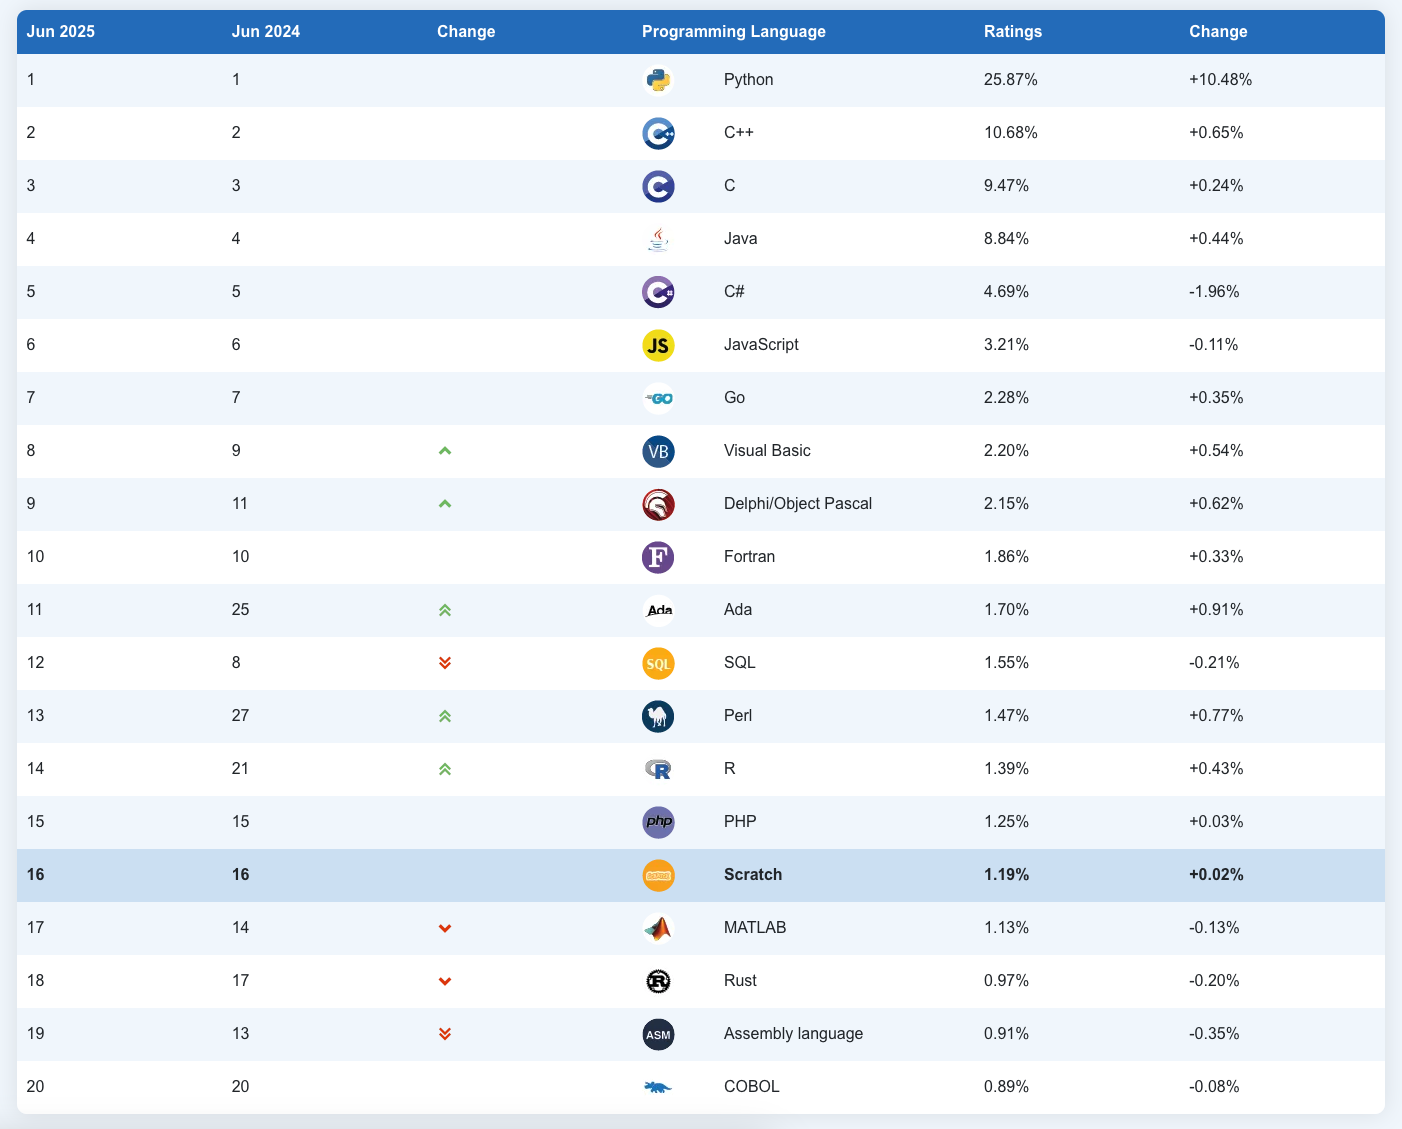 Jun 2025 Jun 2024 Change Programming Language Ratings Change
1 1 Python 25.87% +10.48%
2 2 C++ 10.68% +0.65%
3 3 C 9.47% +0.24%
4 4 Java 8.84% +0.44%
5 5 C# 4.69% -1.96%
6 6 JS JavaScript 3.21% -0.11%
7 7 GO Go 2.28% +0.35%
8 9 VB Visual Basic 2.20% +0.54%
9 11 Delphi/Object Pascal 2.15% +0.62%
10 10 F Fortran 1.86% +0.33%
11 25 Ada Ada 1.70% +0.91%
12 8 SQL SQL 1.55% -0.21%
13 27 Perl 1.47% +0.77%
14 21 R R 1.39% +0.43%
15 15 php PHP 1.25% +0.03%
16 16 Scratch 1.19% +0.02%
17 14 MATLAB 1.13% -0.13%
18 17 R Rust 0.97% -0.20%
19 13 ASM Assembly language 0.91% -0.35%
20 20 COBOL 0.89% -0.08%